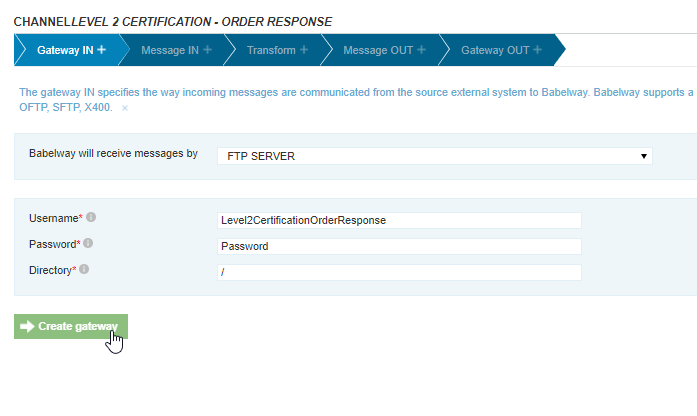 CHANNEL LEVEL 2 CERTIFICATION - ORDER RESPONSE
Gateway IN + Message IN + Transform + Message OUT + Gateway OUT +
The gateway IN specifies the way incoming messages are communicated from the source external system to Babelway. Babelway supports a
OFTP, SFTP, X400. ×
Babelway will receive messages by FTP SERVER
Username* Level2CertificationOrderResponse
Password* Password
Directory* /
Create gateway